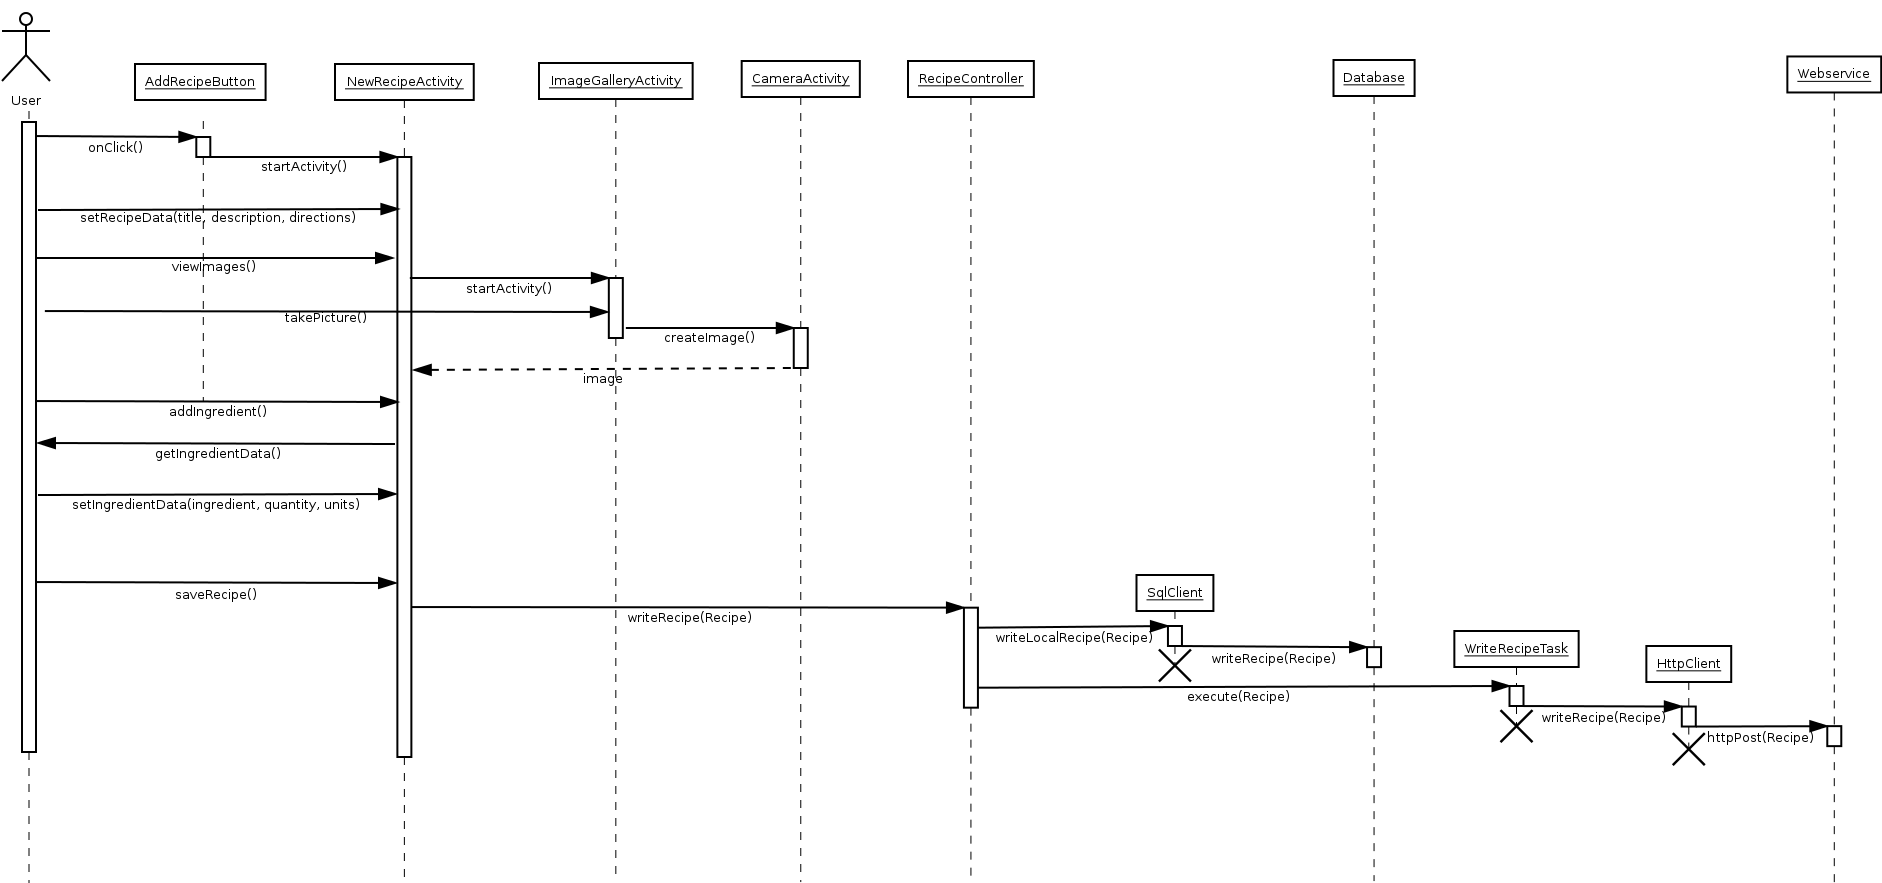 User
AddRecipeButton
NewRecipeActivity
ImageGalleryActivity
CameraActivity
RecipeController
Database
Webservice
onClick()
startActivity()
setRecipeData(title, description, directions)
viewImages()
startActivity()
takePicture()
createImage()
image
addIngredient()
getIngredientData()
setIngredientData(ingredient, quantity, units)
saveRecipe()
SqlClient
writeRecipe(Recipe)
writeLocalRecipe(Recipe)
WriteRecipeTask
writeRecipe(Recipe)
HttpClient
execute(Recipe)
writeRecipe(Recipe)
httpPost(Recipe)